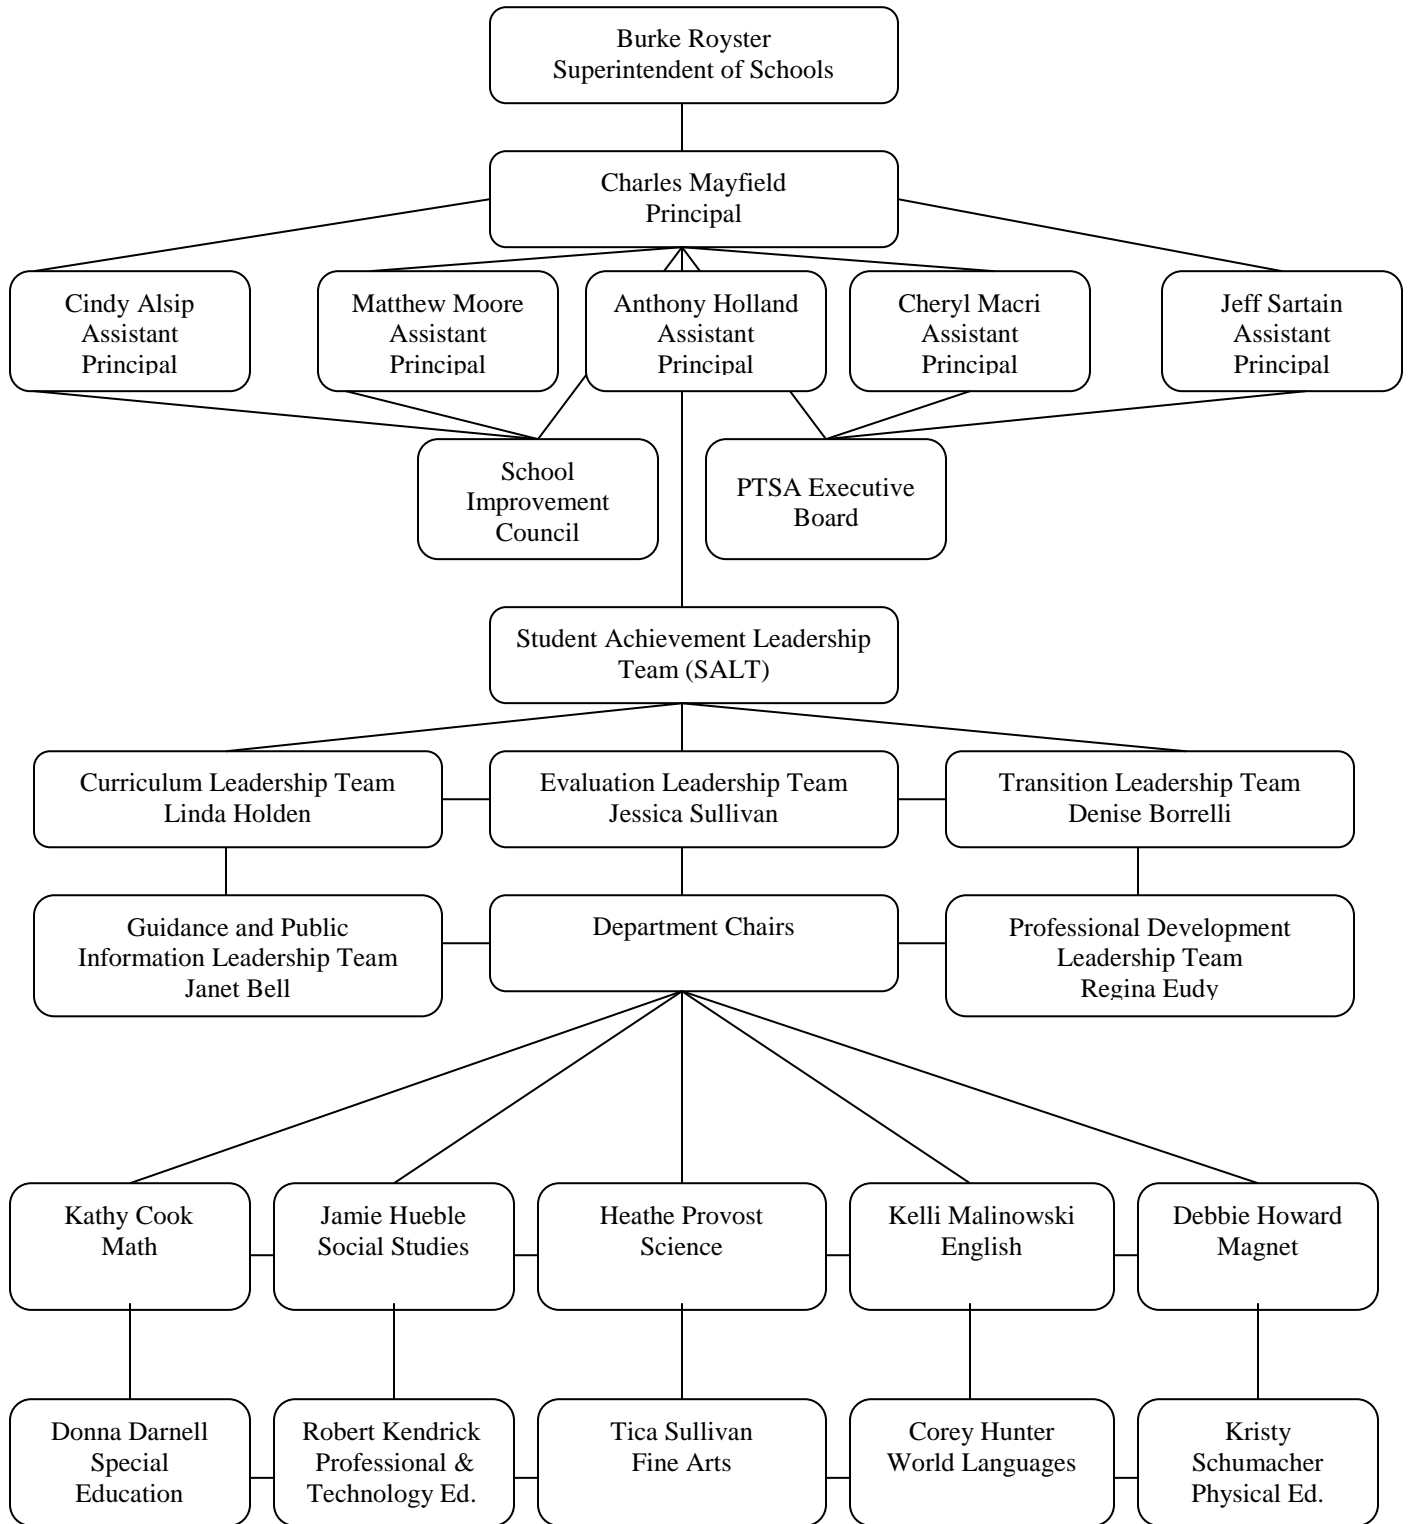 Burke Royster
Superintendent of Schools
Charles Mayfield
Principal
Cindy Alsip
Assistant
Principal
Matthew Moore
Assistant
Principal
Anthony Holland
Assistant
Principal
Cheryl Macri
Assistant
Principal
Jeff Sartain
Assistant
Principal
School
Improvement
Council
PTSA Executive
Board
Student Achievement Leadership
Team (SALT)
Curriculum Leadership Team
Linda Holden
Evaluation Leadership Team
Jessica Sullivan
Transition Leadership Team
Denise Borrelli
Guidance and Public
Information Leadership Team
Janet Bell
Department Chairs
Professional Development
Leadership Team
Regina Eudy
Kathy Cook
Math
Jamie Hueble
Social Studies
Heathe Provost
Science
Kelli Malinowski
English
Debbie Howard
Magnet
Donna Darnell
Special
Education
Robert Kendrick
Professional &
Technology Ed.
Tica Sullivan
Fine Arts
Corey Hunter
World Languages
Kristy
Schumacher
Physical Ed.